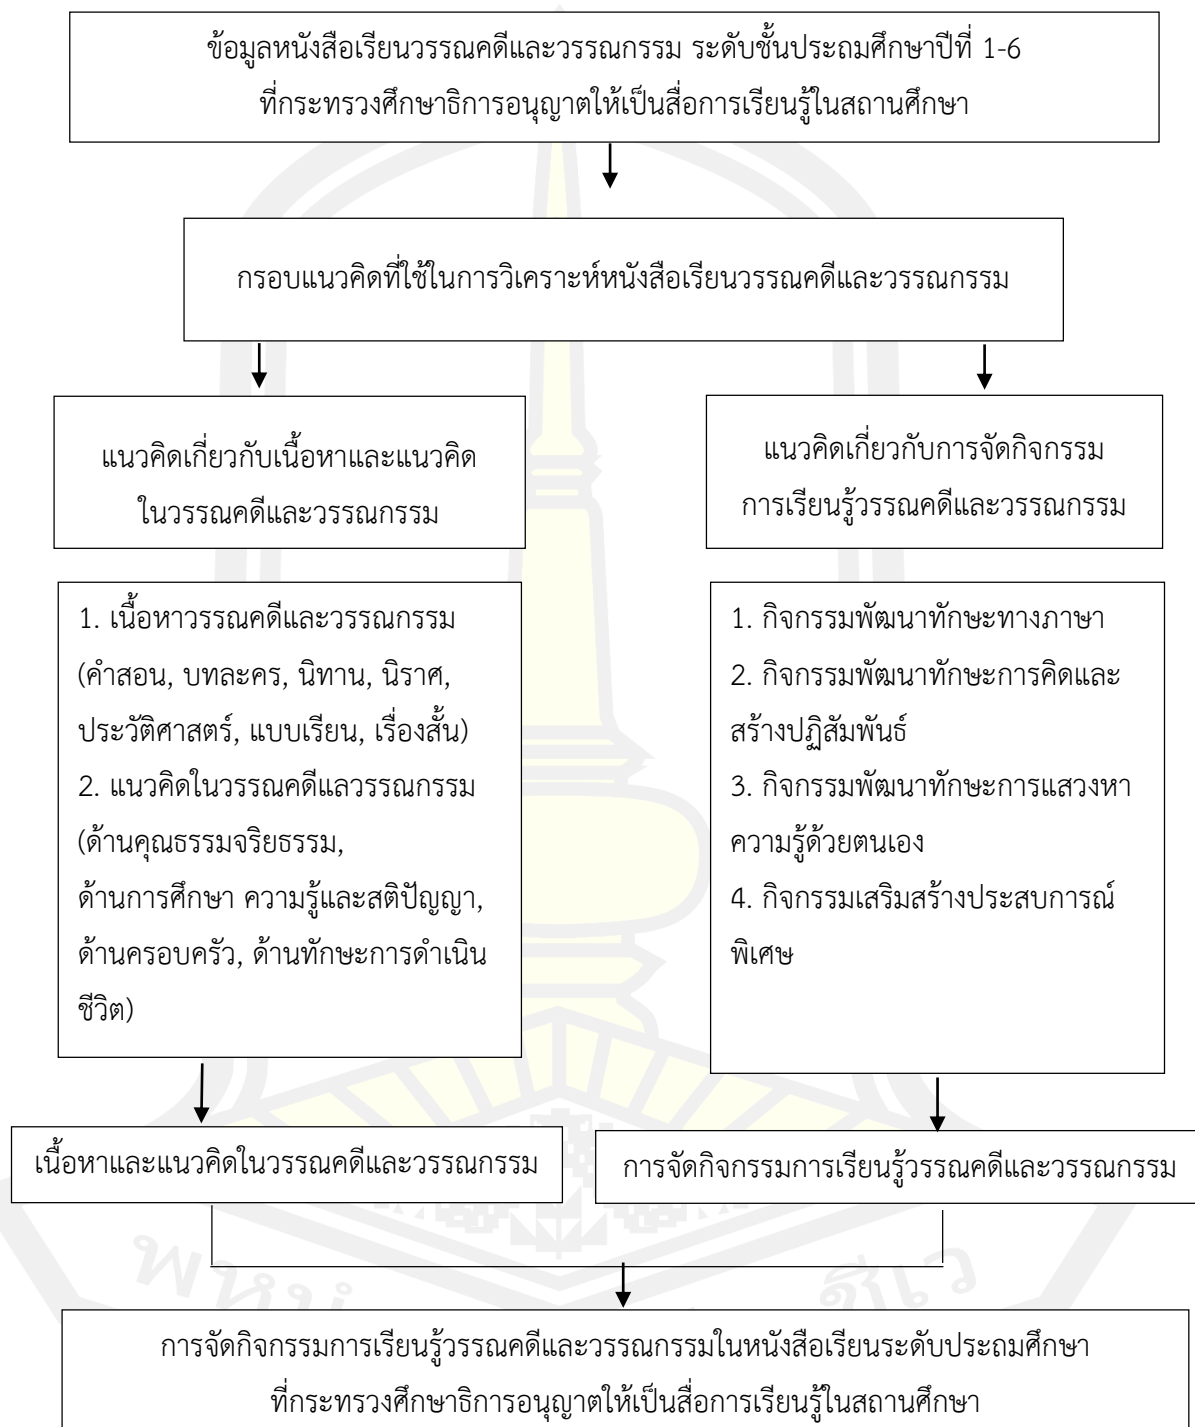 ข้อมูลหนังสือเรียนวรรณคดีและวรรณกรรม ระดับชั้นประถมศึกษาปีที่ 1-6
ที่กระทรวงศึกษาธิการอนุญาตให้เป็นสื่อการเรียนรู้ในสถานศึกษา
กรอบแนวคิดที่ใช้ในการวิเคราะห์หนังสือเรียนวรรณคดีและวรรณกรรม
แนวคิดเกี่ยวกับเนื้อหาและแนวคิด
ในวรรณคดีและวรรณกรรม
แนวคิดเกี่ยวกับการจัดกิจกรรม
การเรียนรู้วรรณคดีและวรรณกรรม
1. เนื้อหาวรรณคดีและวรรณกรรม
(คำสอน, บทละคร, นิทาน, นิราศ,
ประวัติศาสตร์, แบบเรียน, เรื่องสั้น)
2. แนวคิดในวรรณคดีแลวรรณกรรม
(ด้านคุณธรรมจริยธรรม,
ด้านการศึกษา ความรู้และสติปัญญา,
ด้านครอบครัว, ด้านทักษะการดำเนิน
ชีวิต)
1. กิจกรรมพัฒนาทักษะทางภาษา
2. กิจกรรมพัฒนาทักษะการคิดและ
สร้างปฏิสัมพันธ์
3. กิจกรรมพัฒนาทักษะการแสวงหา
ความรู้ด้วยตนเอง
4. กิจกรรมเสริมสร้างประสบการณ์
พิเศษ
เนื้อหาและแนวคิดในวรรณคดีและวรรณกรรม
การจัดกิจกรรมการเรียนรู้วรรณคดีและวรรณกรรม
พหูน
ชีเว
การจัดกิจกรรมการเรียนรู้วรรณคดีและวรรณกรรมในหนังสือเรียนระดับประถมศึกษา
ที่กระทรวงศึกษาธิการอนุญาตให้เป็นสื่อการเรียนรู้ในสถานศึกษา